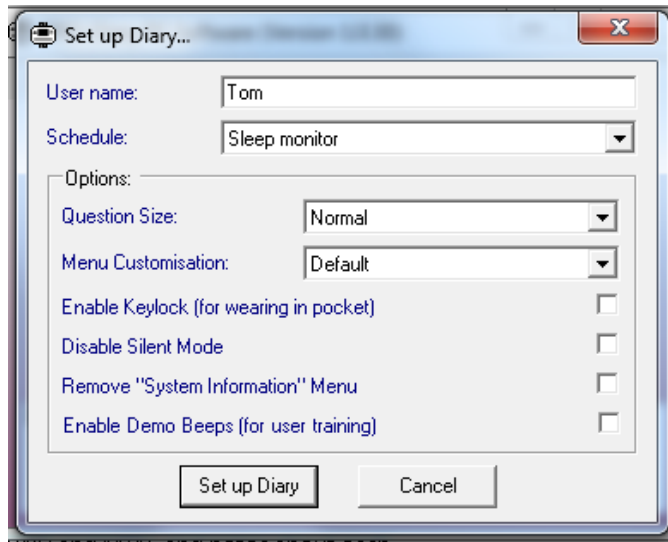 Set up Diary...
User name: Tom
Schedule: Sleep monitor
Options:
Question Size: Normal
Menu Customisation: Default
Enable Keylock (for wearing in pocket)
Disable Silent Mode
Remove "System Information" Menu
Enable Demo Beeps (for user training)
Set up Diary Cancel